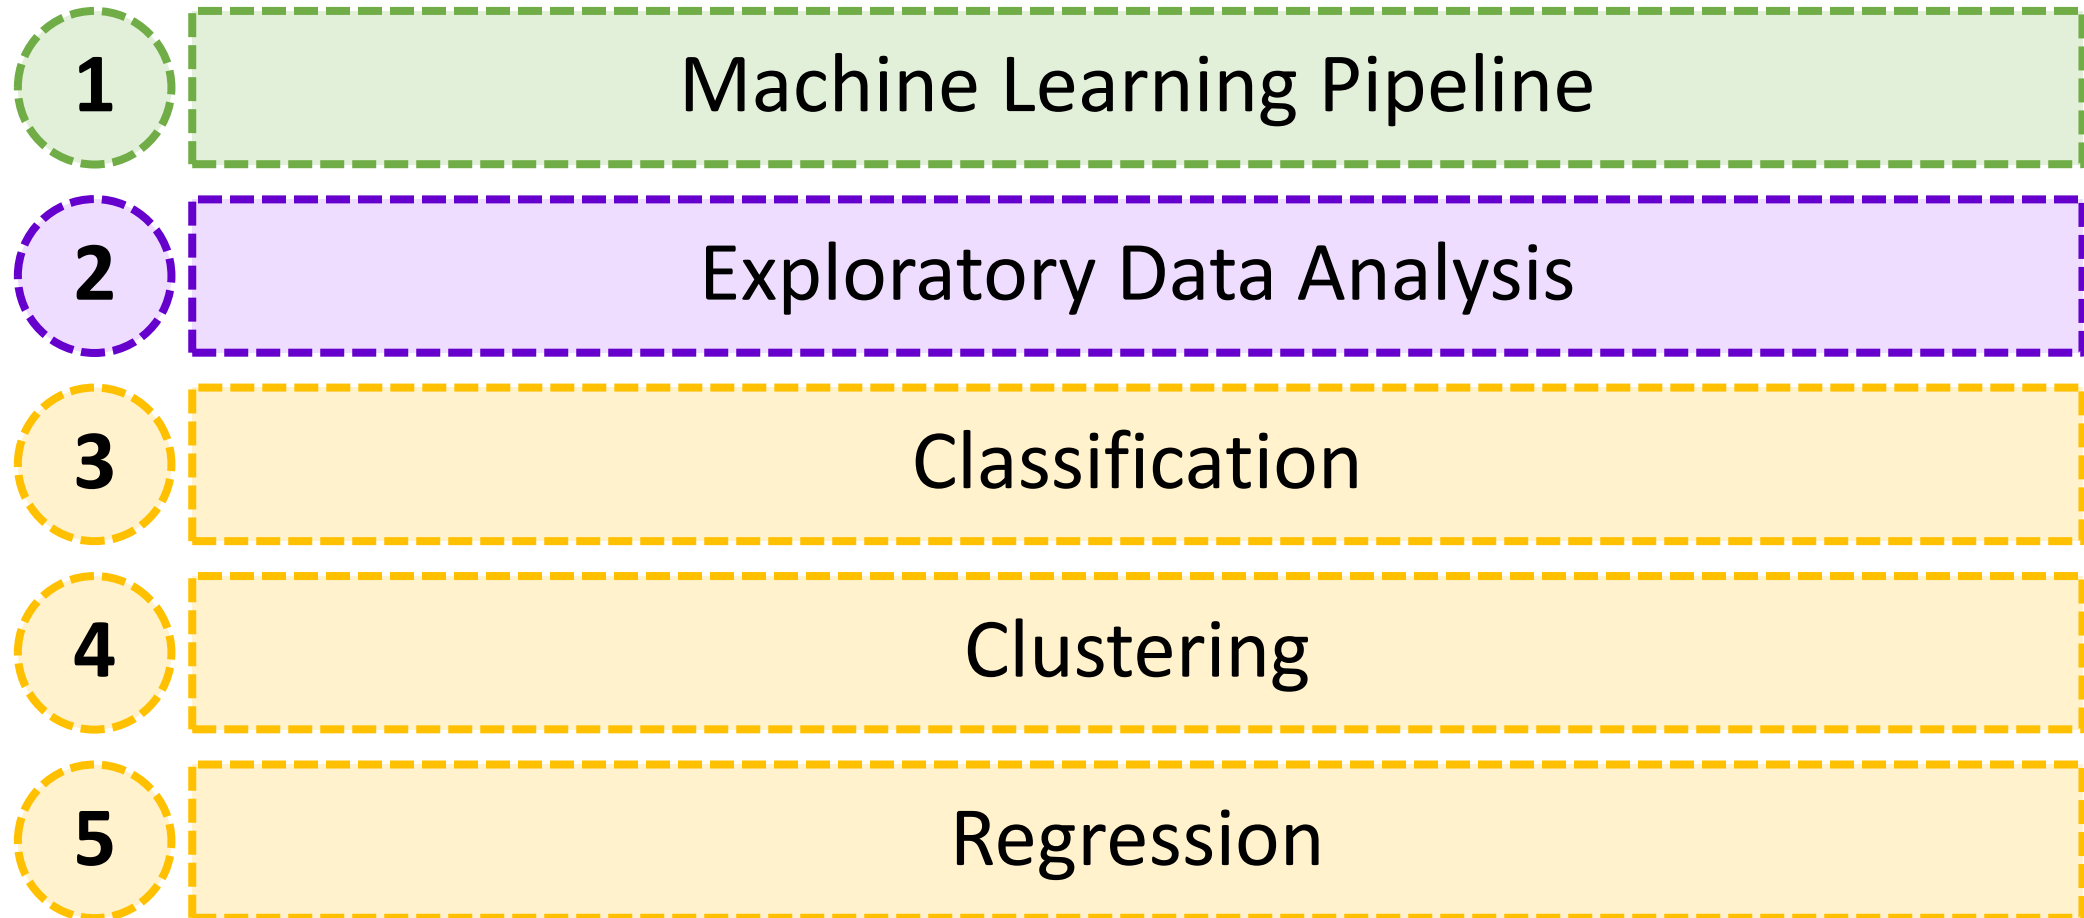 1 Machine Learning Pipeline
2 Exploratory Data Analysis
3 Classification
4 Clustering
5 Regression